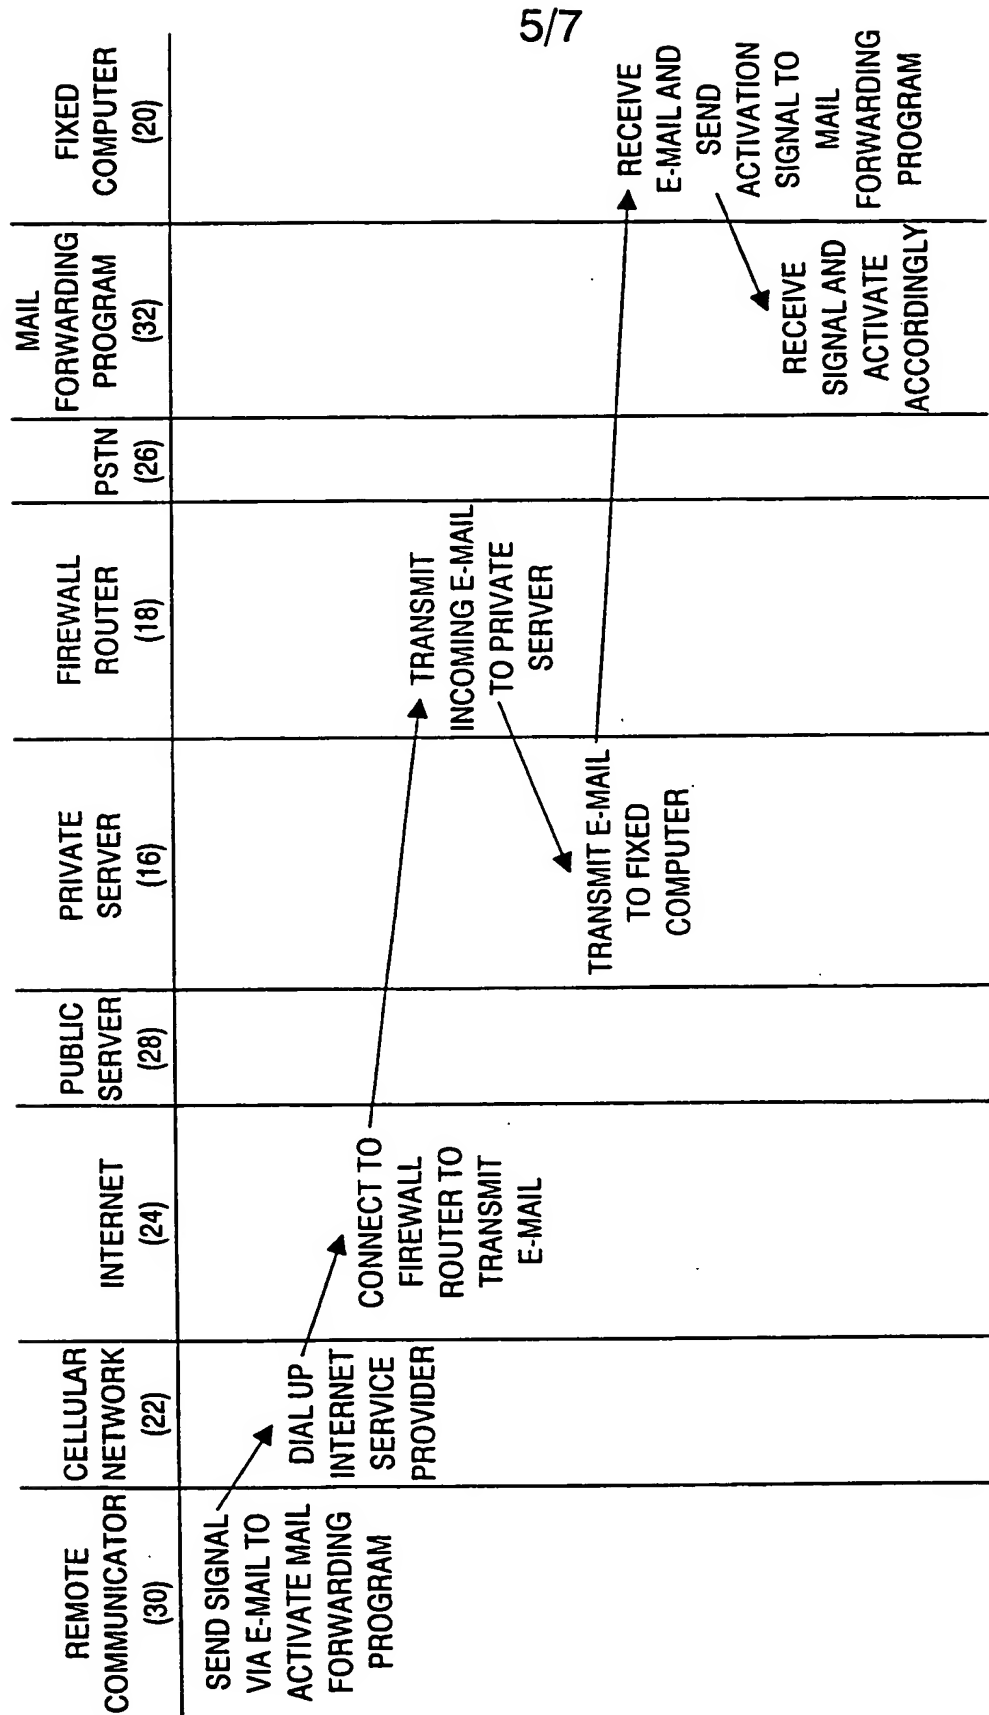 5/7
REMOTE
COMMUNICATOR
(30)
CELLULAR
NETWORK
(22)
INTERNET
(24)
PUBLIC
SERVER
(28)
PRIVATE
SERVER
(16)
FIREWALL
ROUTER
(18)
PSTN
(26)
MAIL
FORWARDING
PROGRAM
(32)
FIXED
COMPUTER
(20)
SEND SIGNAL
VIA E-MAIL TO
ACTIVATE MAIL
FORWARDING
PROGRAM
DIAL UP
INTERNET
SERVICE
PROVIDER
CONNECT TO
FIREWALL
ROUTER TO
TRANSMIT
E-MAIL
TRANSMIT
INCOMING E-MAIL
TO PRIVATE
SERVER
TRANSMIT E-MAIL
TO FIXED
COMPUTER
RECEIVE
E-MAIL AND
SEND
ACTIVATION
SIGNAL TO
MAIL
FORWARDING
PROGRAM
RECEIVE
SIGNAL AND
ACTIVATE
ACCORDINGLY